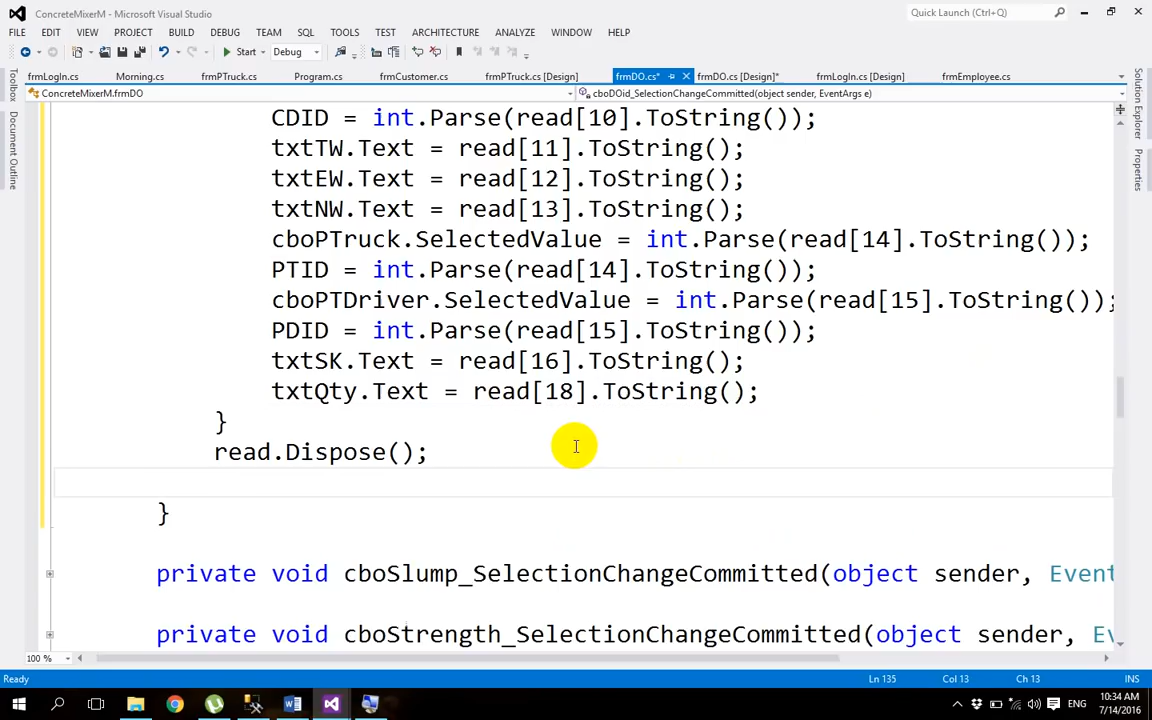 ConcreteMixerM - Microsoft Visual Studio
Quick Launch (Ctrl+Q)
FILE EDIT VIEW PROJECT BUILD DEBUG TEAM SQL TOOLS TEST ARCHITECTURE ANALYZE WINDOW HELP
Start Debug
frmLogIn.cs Morning.cs frmPTruck.cs Program.cs frmCustomer.cs frmPTruck.cs [Design] frmDO.cs* frmDO.cs [Design]* frmLogIn.cs [Design] frmEmployee.cs
ConcreteMixerM.frmDO cboDOid_SelectionChangeCommitted(object sender, EventArgs e)
Toolbox
Document Outline
Solution Explorer
Properties
CDID = int.Parse(read[10].ToString());
txtTW.Text = read[11].ToString();
txtEW.Text = read[12].ToString();
txtNW.Text = read[13].ToString();
cboPTruck.SelectedValue = int.Parse(read[14].ToString());
PTID = int.Parse(read[14].ToString());
cboPTDriver.SelectedValue = int.Parse(read[15].ToString());
PDID = int.Parse(read[15].ToString());
txtSK.Text = read[16].ToString();
txtQty.Text = read[18].ToString();
}
read.Dispose();
}
private void cboSlump_SelectionChangeCommitted(object sender, Event
private void cboStrength_SelectionChangeCommitted(object sender, Ev
100 %
Ready Ln 135 Col 13 Ch 13 INS
ENG
10:34 AM
7/14/2016